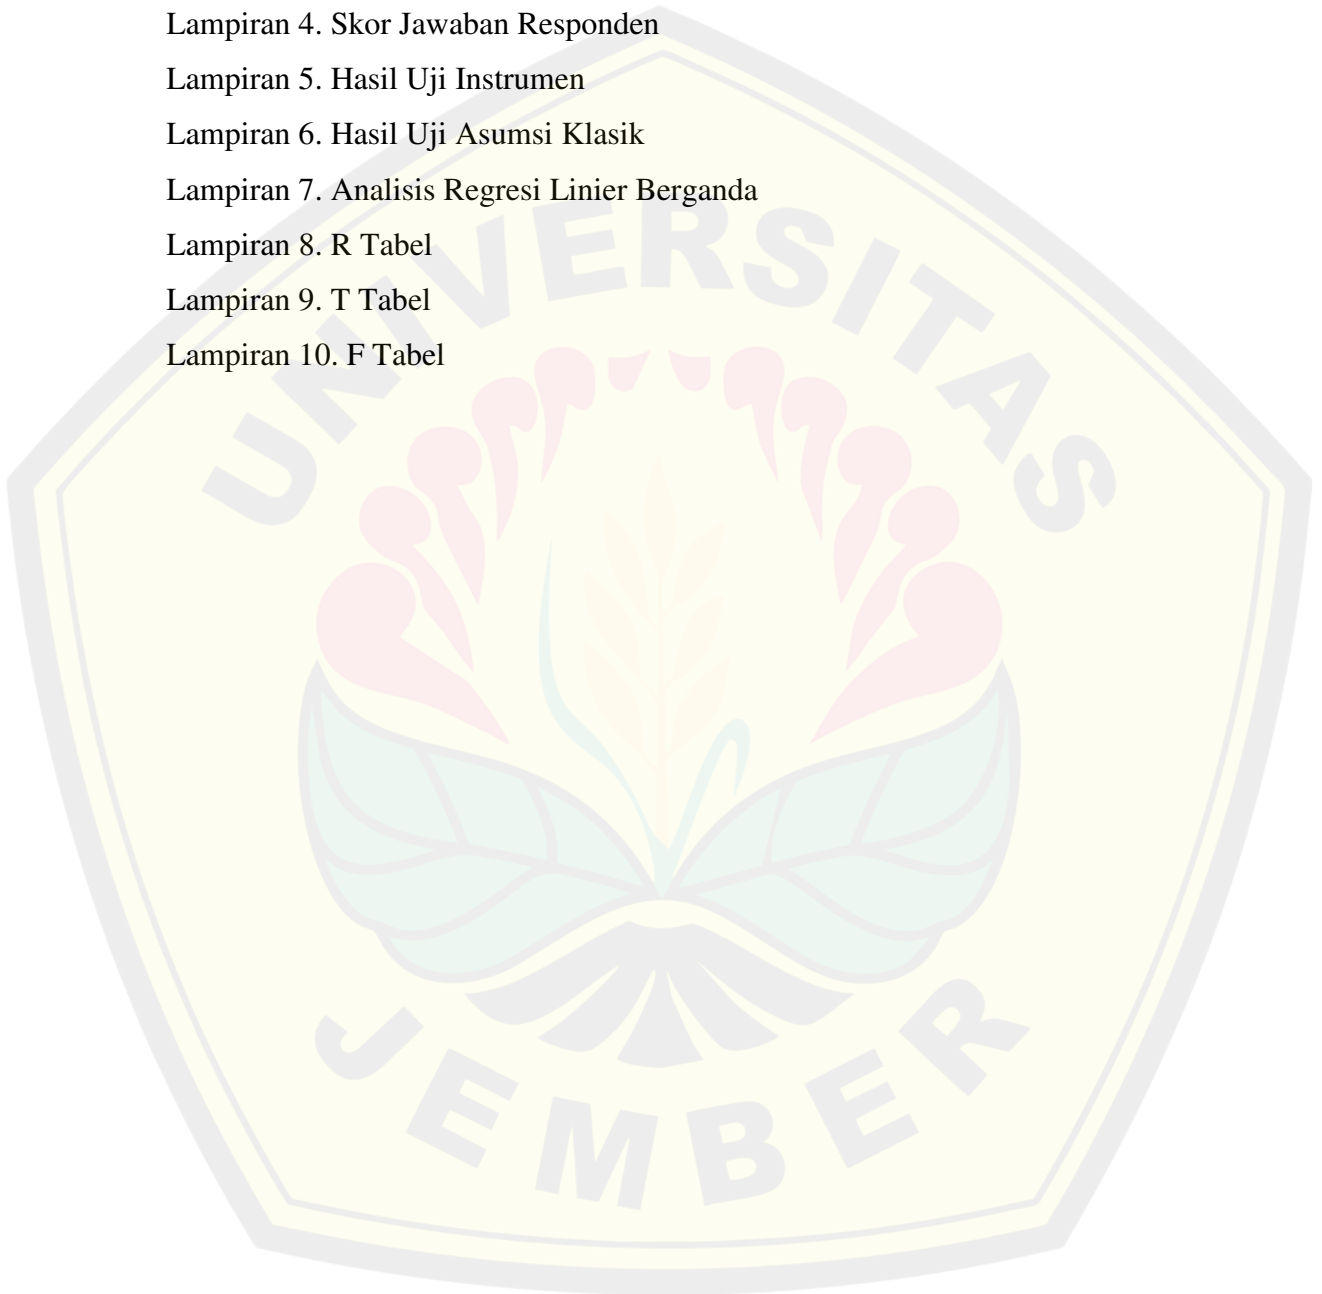 Lampiran 4. Skor Jawaban Responden
Lampiran 5. Hasil Uji Instrumen
Lampiran 6. Hasil Uji Asumsi Klasik
Lampiran 7. Analisis Regresi Linier Berganda
Lampiran 8. R Tabel
Lampiran 9. T Tabel
Lampiran 10. F Tabel
UNIVERSITAS
JEMBER